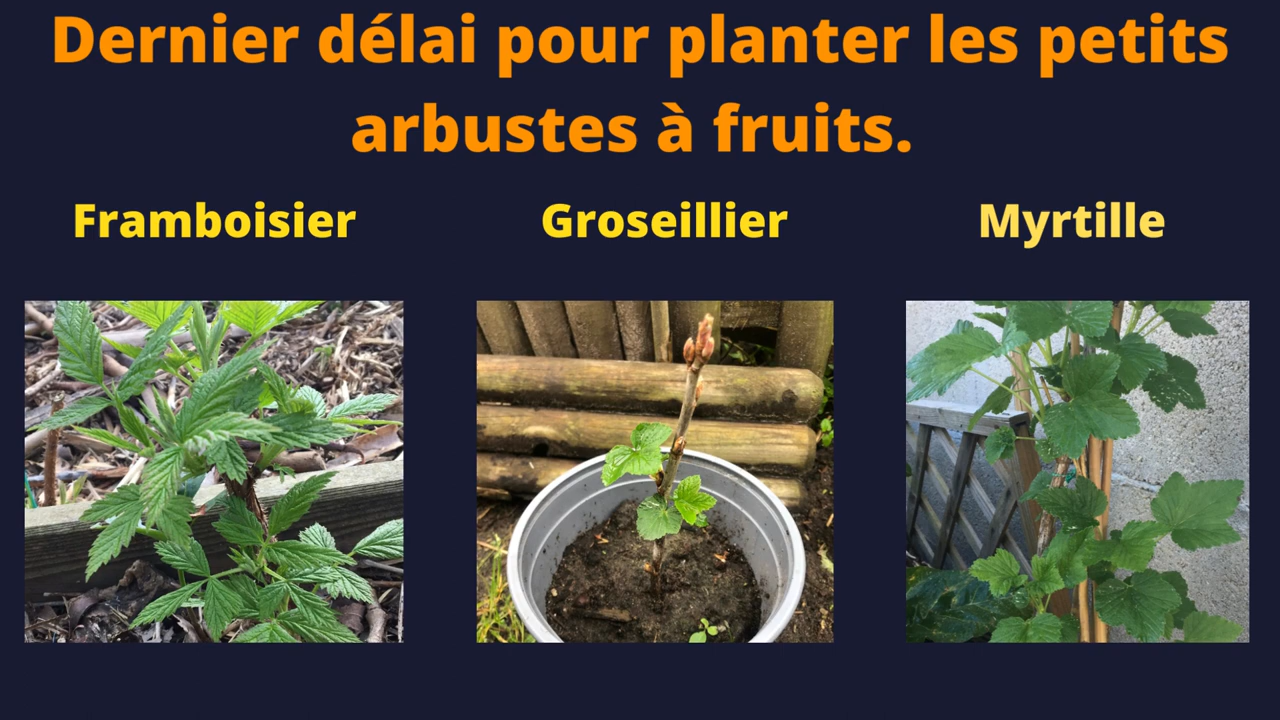 Dernier délai pour planter les petits
arbustes à fruits.
Framboisier
Groseillier
Myrtille